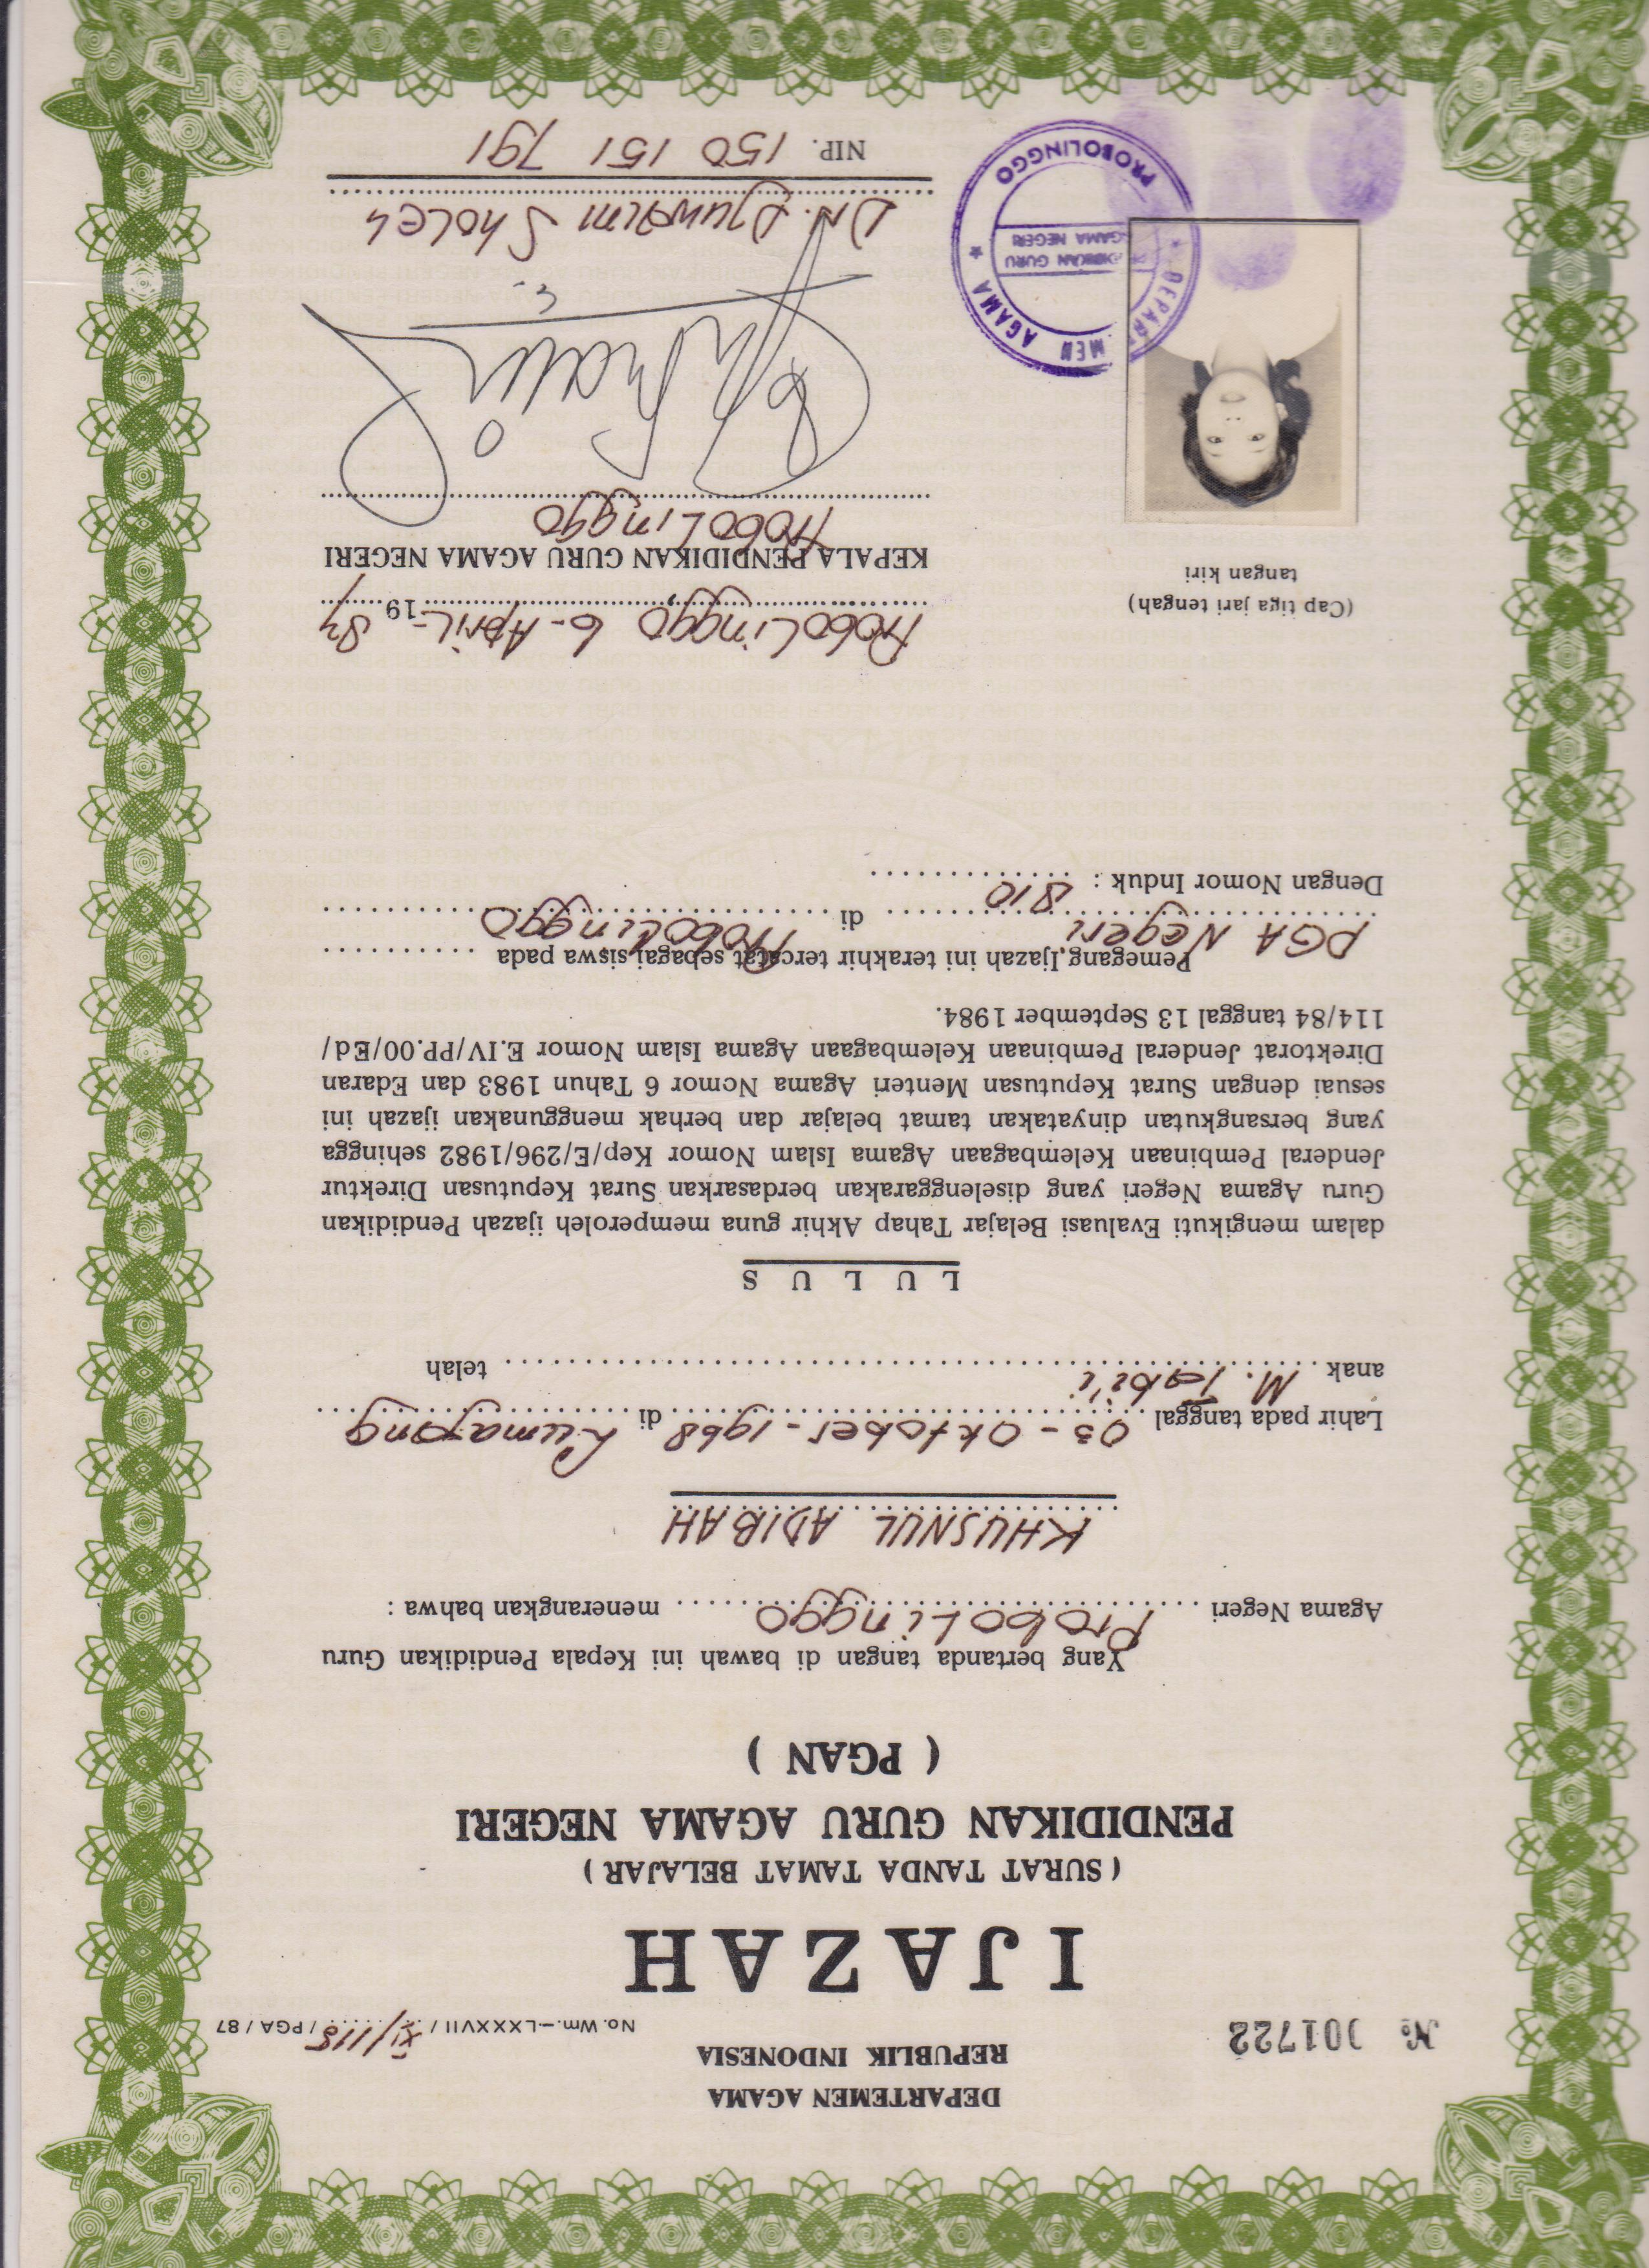 DEPARTEMEN AGAMA
REPUBLIK INDONESIA
№ 001722
No. Wm.—LXXXVII / XI/118 / PGA / 87
IJAZAH
( SURAT TANDA TAMAT BELAJAR )
PENDIDIKAN GURU AGAMA NEGERI
( PGAN )
Yang bertanda tangan di bawah ini Kepala Pendidikan Guru
Agama Negeri ProboLinggo menerangkan bahwa :
KHUSNUL ADIBAH
Lahir pada tanggal 03 - Oktober - 1968 di Lumajang
anak M. Tabi'i telah
L U L U S
dalam mengikuti Evaluasi Belajar Tahap Akhir guna memperoleh ijazah Pendidikan
Guru Agama Negeri yang diselenggarakan berdasarkan Surat Keputusan Direktur
Jenderal Pembinaan Kelembagaan Agama Islam Nomor Kep/E/296/1982 sehingga
yang bersangkutan dinyatakan tamat belajar dan berhak menggunakan ijazah ini
sesuai dengan Surat Keputusan Menteri Agama Nomor 6 Tahun 1983 dan Edaran
Direktorat Jenderal Pembinaan Kelembagaan Agama Islam Nomor E.IV/PP.00/Ed/
114/84 tanggal 13 September 1984.
Pemegang Ijazah ini terakhir tercatat sebagai siswa pada
PGA Negeri di ProboLinggo
Dengan Nomor Induk : 810
ProboLinggo 6 - April - 19 87
(Cap tiga jari tengah)
tangan kiri
KEPALA PENDIDIKAN GURU AGAMA NEGERI
ProboLinggo
DEPARTEMEN AGAMA
PENDIDIKAN GURU
AGAMA NEGERI
PROBOLINGGO
Sholeh
NIP. 150 151 791